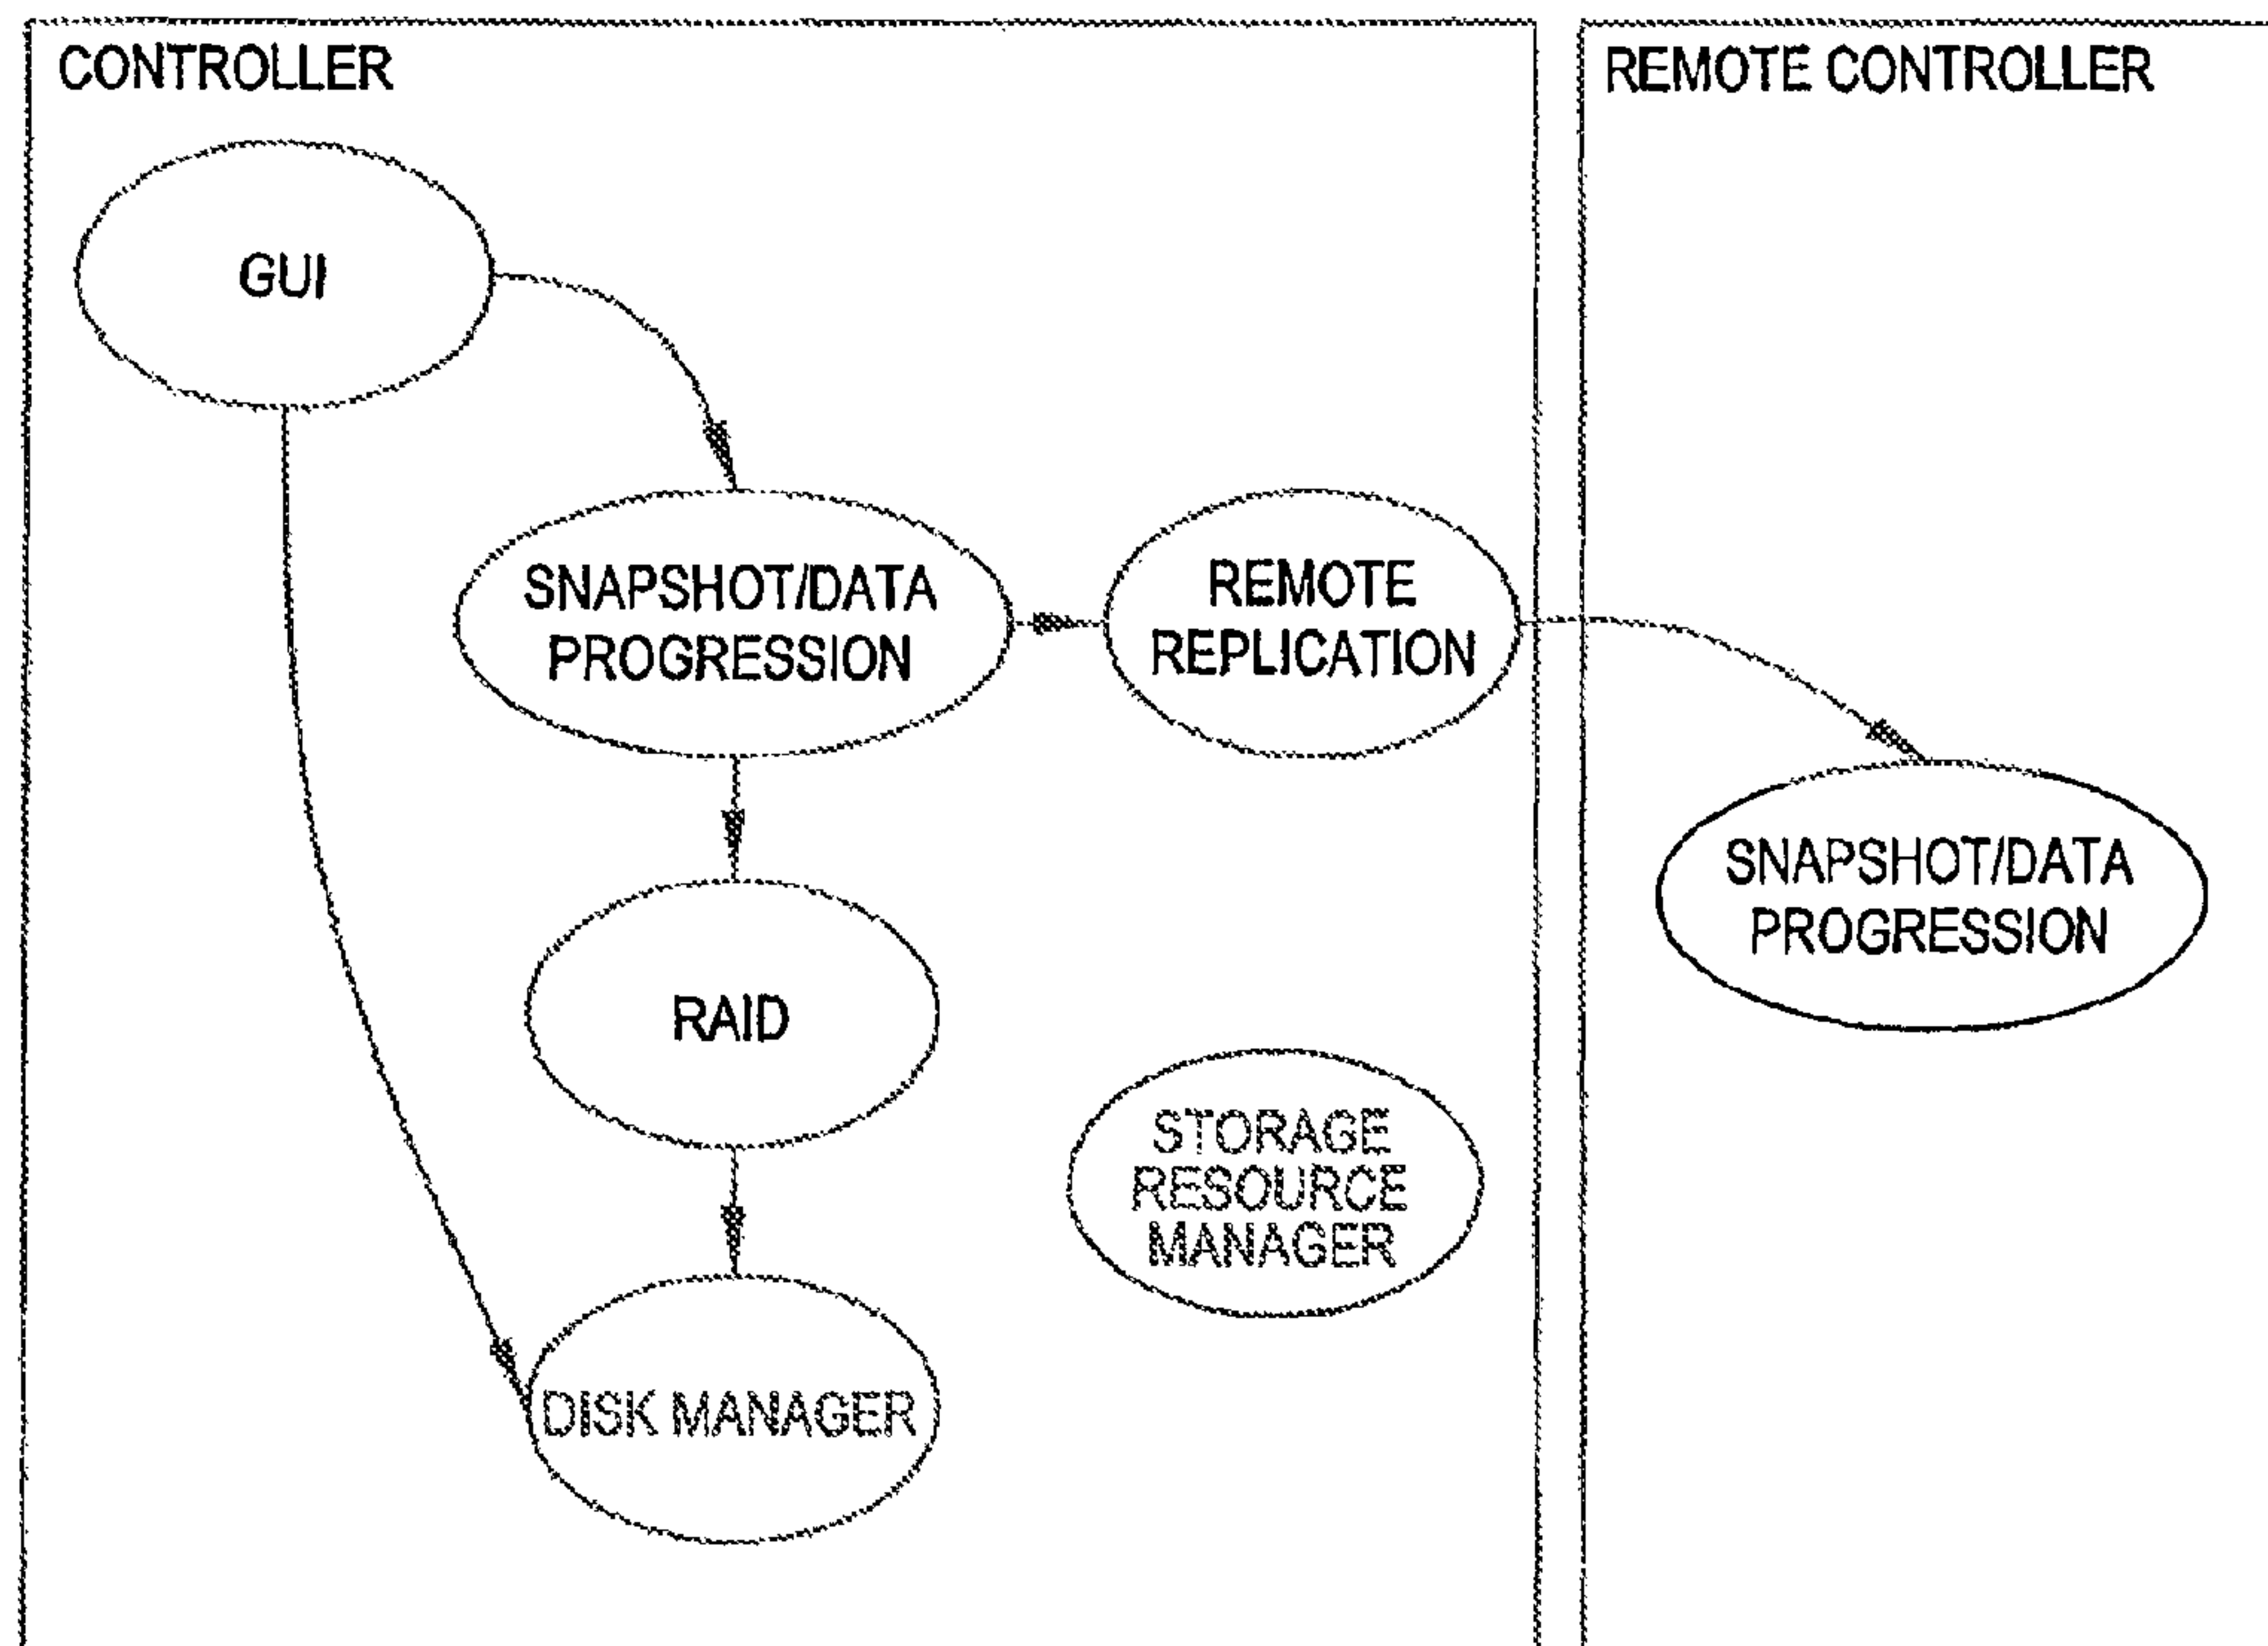 CONTROLLER
REMOTE CONTROLLER
GUI
SNAPSHOT/DATA
PROGRESSION
REMOTE
REPLICATION
SNAPSHOT/DATA
PROGRESSION
RAID
STORAGE
RESOURCE
MANAGER
DISK MANAGER